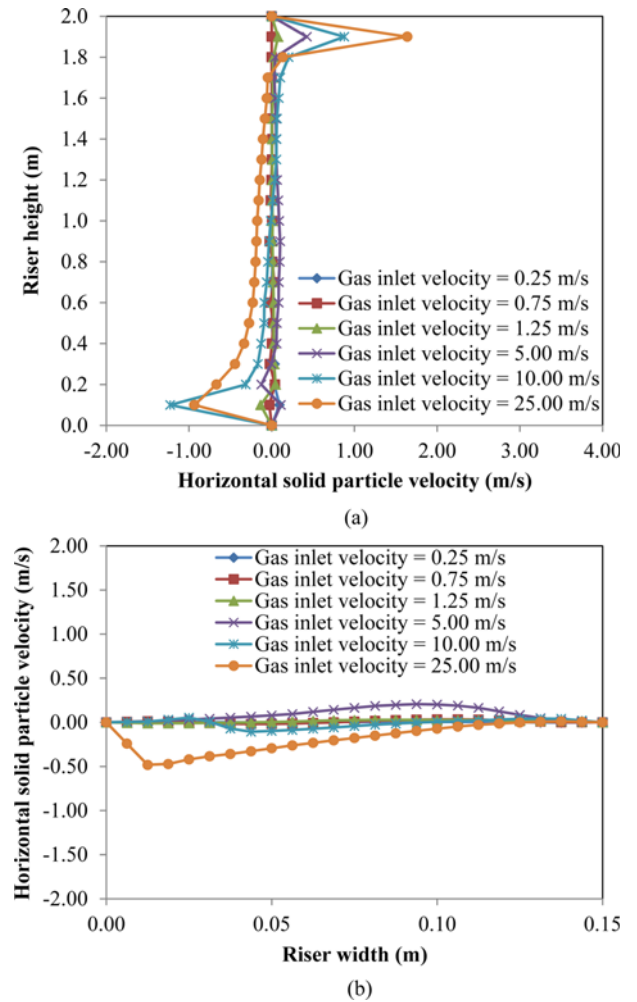 2.0
1.8
1.6
1.4
1.2
1.0
0.8
0.6
0.4
0.2
0.0
Riser height (m)
Gas inlet velocity = 0.25 m/s
Gas inlet velocity = 0.75 m/s
Gas inlet velocity = 1.25 m/s
Gas inlet velocity = 5.00 m/s
Gas inlet velocity = 10.00 m/s
Gas inlet velocity = 25.00 m/s
-2.00 -1.00 0.00 1.00 2.00 3.00 4.00
Horizontal solid particle velocity (m/s)
(a)
2.00
1.50
1.00
0.50
0.00
-0.50
-1.00
-1.50
-2.00
Horizontal solid particle velocity (m/s)
Gas inlet velocity = 0.25 m/s
Gas inlet velocity = 0.75 m/s
Gas inlet velocity = 1.25 m/s
Gas inlet velocity = 5.00 m/s
Gas inlet velocity = 10.00 m/s
Gas inlet velocity = 25.00 m/s
0.00 0.05 0.10 0.15
Riser width (m)
(b)